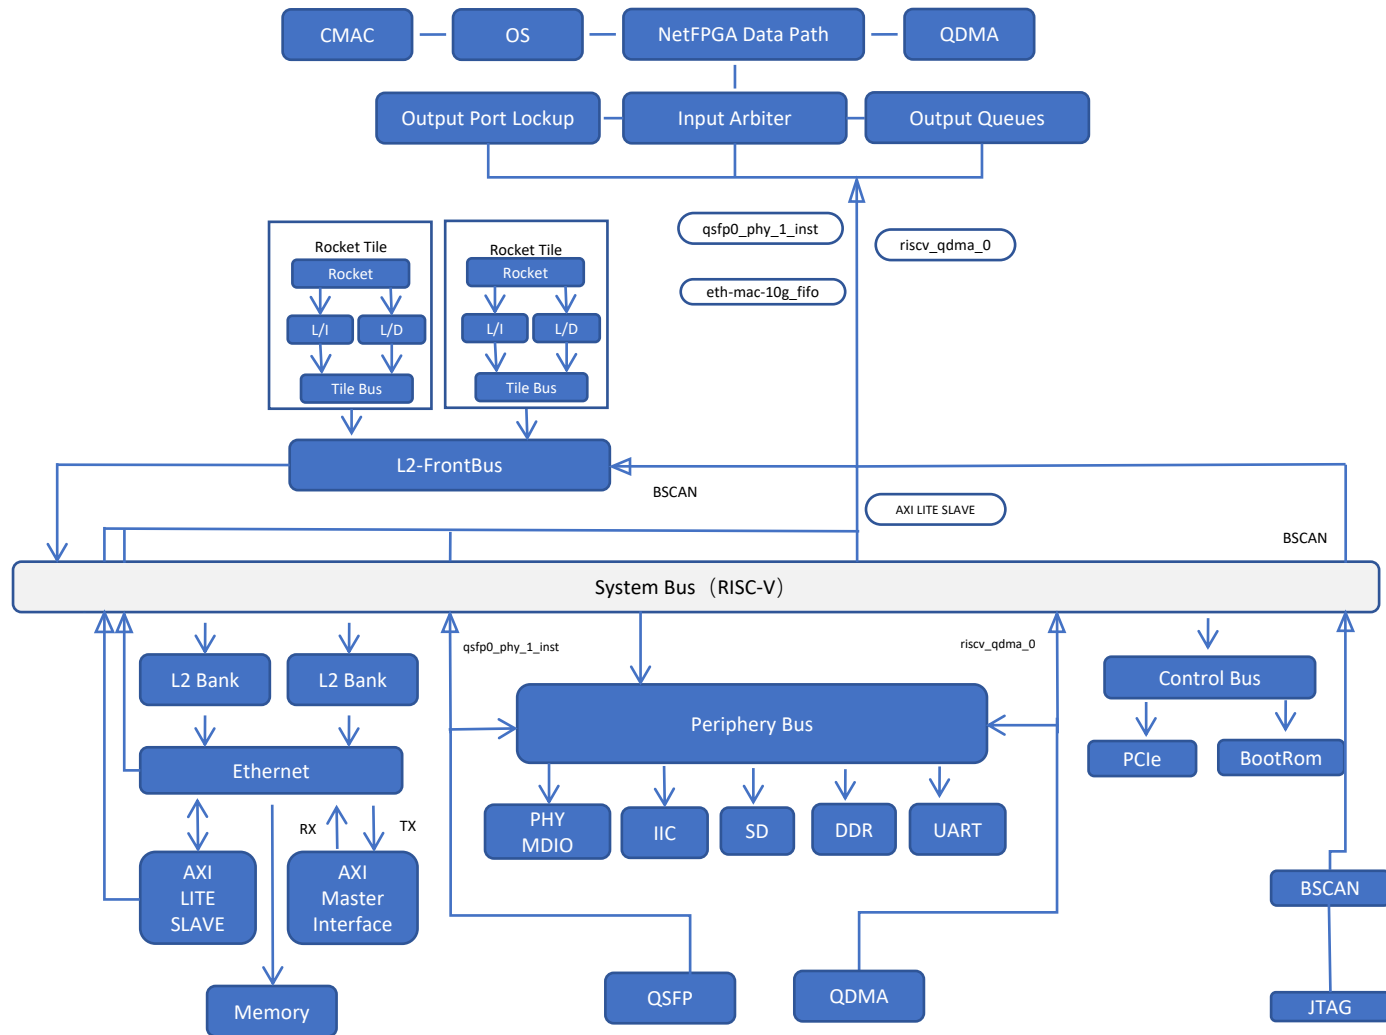 CMAC
OS
NetFPGA Data Path
QDMA
Output Port Lockup
Input Arbiter
Output Queues
qsfp0_phy_1_inst
riscv_qdma_0
eth-mac-10g_fifo
Rocket Tile
Rocket
L/I
L/D
Tile Bus
Rocket Tile
Rocket
L/I
L/D
Tile Bus
L2-FrontBus
BSCAN
AXI LITE SLAVE
BSCAN
System Bus（RISC-V）
qsfp0_phy_1_inst
riscv_qdma_0
L2 Bank
L2 Bank
Periphery Bus
Control Bus
Ethernet
PCIe
BootRom
RX
TX
PHY
MDIO
IIC
SD
DDR
UART
AXI
LITE
SLAVE
AXI
Master
Interface
BSCAN
Memory
QSFP
QDMA
JTAG